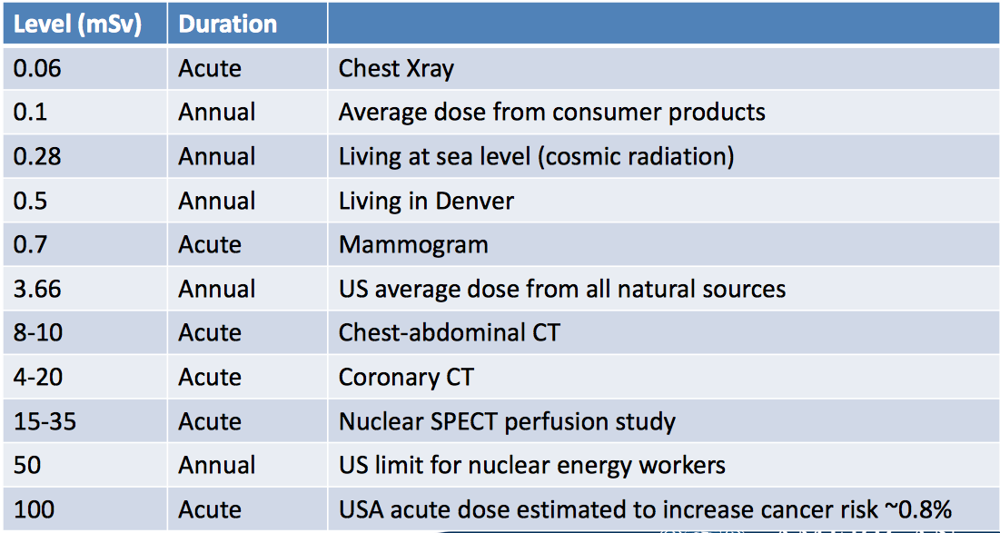 Level (mSv) Duration
0.06 Acute Chest Xray
0.1 Annual Average dose from consumer products
0.28 Annual Living at sea level (cosmic radiation)
0.5 Annual Living in Denver
0.7 Acute Mammogram
3.66 Annual US average dose from all natural sources
8-10 Acute Chest-abdominal CT
4-20 Acute Coronary CT
15-35 Acute Nuclear SPECT perfusion study
50 Annual US limit for nuclear energy workers
100 Acute USA acute dose estimated to increase cancer risk ~0.8%